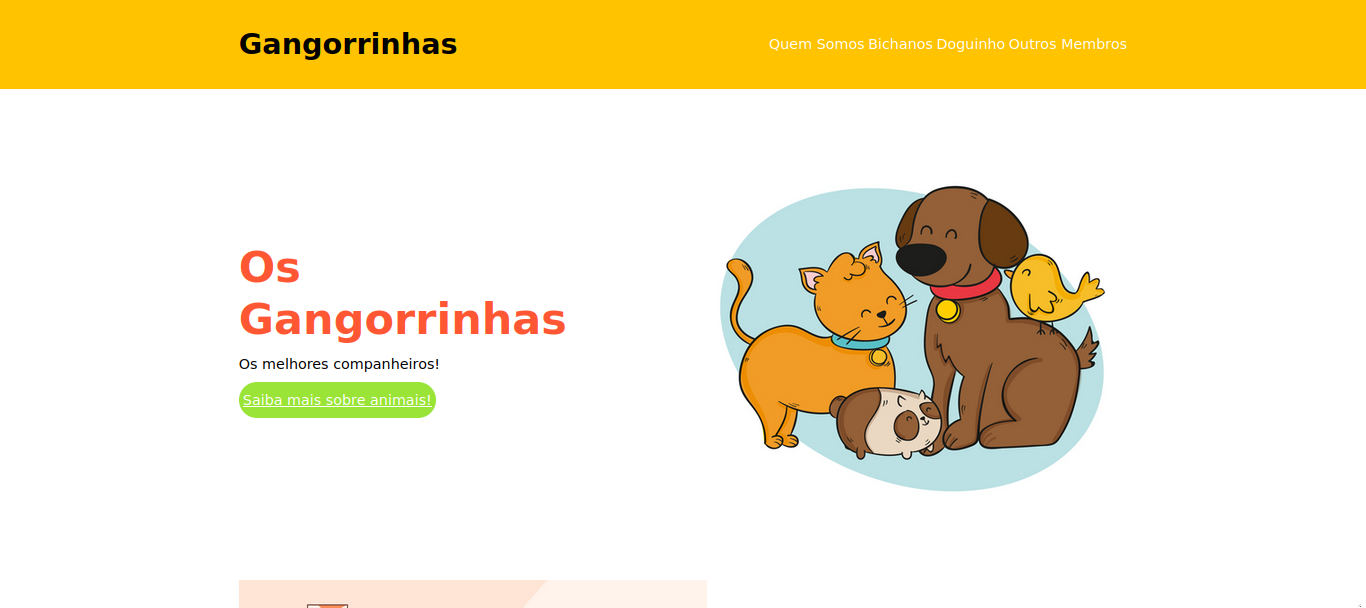 Gangorrinhas
Quem Somos Bichanos Doguinho Outros Membros
Os
Gangorrinhas
Os melhores companheiros!
Saiba mais sobre animais!